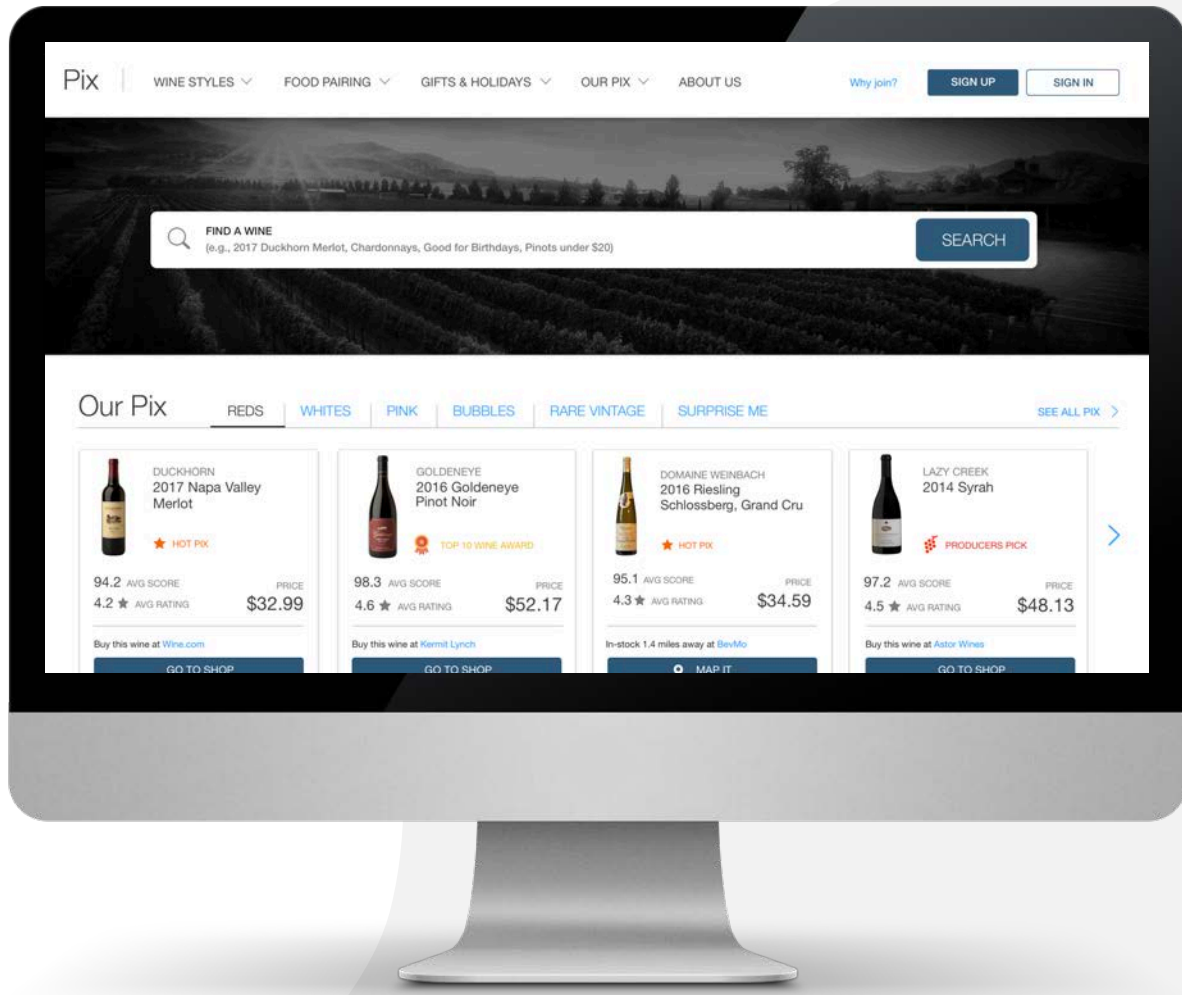 Pix WINE STYLES FOOD PAIRING GIFTS & HOLIDAYS OUR PIX ABOUT US Why join? SIGN UP SIGN IN
FIND A WINE
(e.g., 2017 Duckhorn Merlot, Chardonnays, Good for Birthdays, Pinots under $20)
SEARCH
Our Pix REDS WHITES PINK BUBBLES RARE VINTAGE SURPRISE ME SEE ALL PIX
DUCKHORN
2017 Napa Valley
Merlot
HOT PIX
94.2 AVG SCORE PRICE
4.2 ★ AVG RATING $32.99
Buy this wine at Wine.com
GO TO SHOP
GOLDENEYE
2016 Goldeneye
Pinot Noir
TOP 10 WINE AWARD
98.3 AVG SCORE PRICE
4.6 ★ AVG RATING $52.17
Buy this wine at Kermit Lynch
GO TO SHOP
DOMAINE WEINBACH
2016 Riesling
Schlossberg, Grand Cru
HOT PIX
95.1 AVG SCORE PRICE
4.3 ★ AVG RATING $34.59
In-stock 1.4 miles away at BevMo
MAP IT
LAZY CREEK
2014 Syrah
PRODUCERS PICK
97.2 AVG SCORE PRICE
4.5 ★ AVG RATING $48.13
Buy this wine at Astor Wines
GO TO SHOP